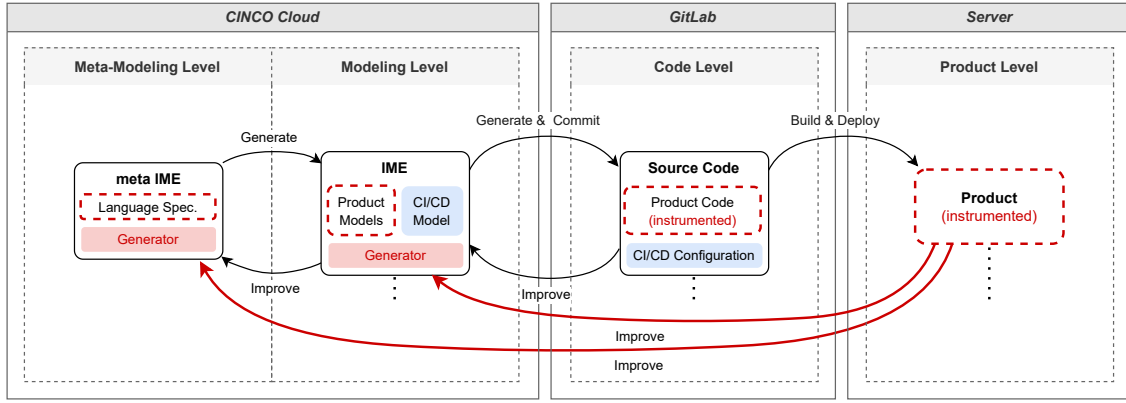 CINCO Cloud
GitLab
Server
Meta-Modeling Level
Modeling Level
Code Level
Product Level
Generate
Generate & Commit
Build & Deploy
meta IME
Language Spec.
Generator
IME
Product
Models
CI/CD
Model
Generator
Source Code
Product Code
(instrumented)
CI/CD Configuration
Product
(instrumented)
Improve
Improve
Improve
Improve